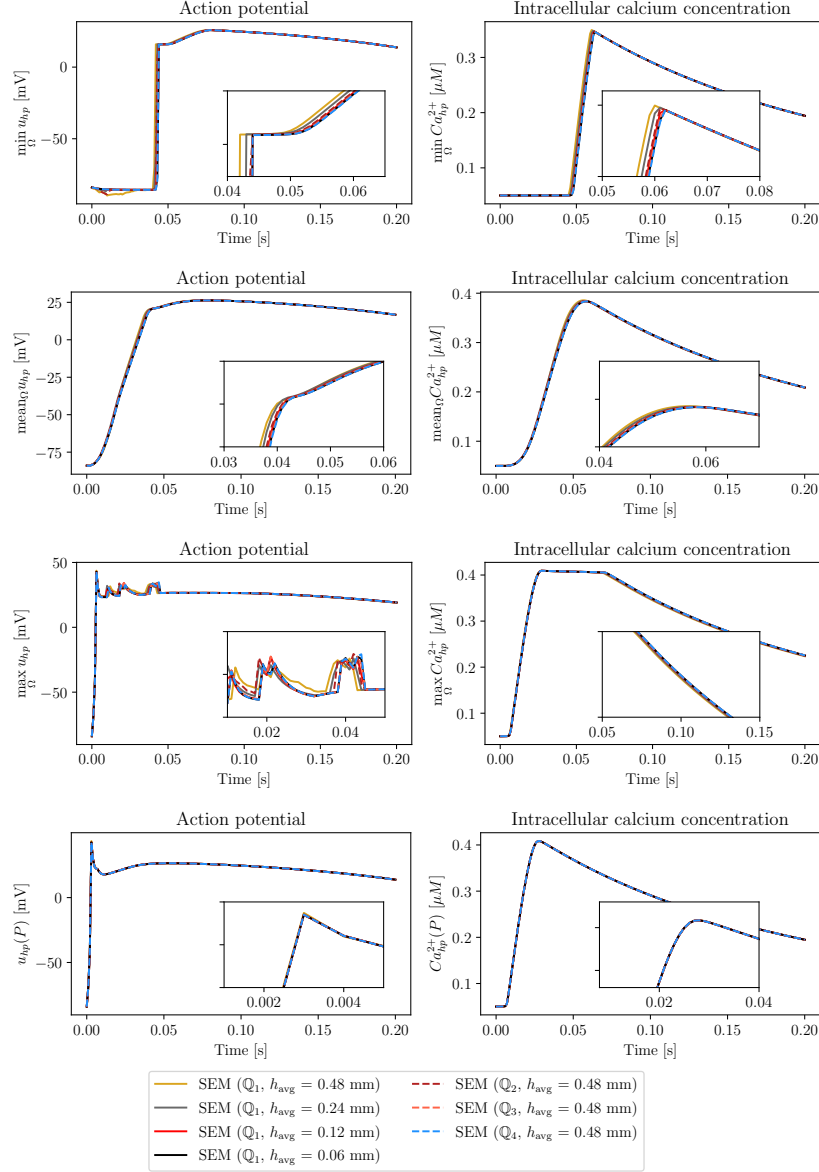 Action potential
Intracellular calcium concentration
min_Ω u_hp [mV]
0
−50
0.04 0.05 0.06
0.00 0.05 0.10 0.15 0.20
Time [s]
min_Ω Ca²⁺_hp [μM]
0.3
0.2
0.1
0.05 0.06 0.07 0.08
0.00 0.05 0.10 0.15 0.20
Time [s]
Action potential
Intracellular calcium concentration
mean_Ω u_hp [mV]
25
0
−25
−50
−75
0.03 0.04 0.05 0.06
0.00 0.05 0.10 0.15 0.20
Time [s]
mean_Ω Ca²⁺_hp [μM]
0.4
0.3
0.2
0.1
0.04 0.06
0.00 0.05 0.10 0.15 0.20
Time [s]
Action potential
Intracellular calcium concentration
max_Ω u_hp [mV]
50
0
−50
0.02 0.04
0.00 0.05 0.10 0.15 0.20
Time [s]
max_Ω Ca²⁺_hp [μM]
0.4
0.3
0.2
0.1
0.05 0.10 0.15
0.00 0.05 0.10 0.15 0.20
Time [s]
Action potential
Intracellular calcium concentration
u_hp(P) [mV]
0
−50
0.002 0.004
0.00 0.05 0.10 0.15 0.20
Time [s]
Ca²⁺_hp(P) [μM]
0.4
0.3
0.2
0.1
0.02 0.04
0.00 0.05 0.10 0.15 0.20
Time [s]
SEM (ℚ₁, h_avg = 0.48 mm)
SEM (ℚ₁, h_avg = 0.24 mm)
SEM (ℚ₁, h_avg = 0.12 mm)
SEM (ℚ₁, h_avg = 0.06 mm)
SEM (ℚ₂, h_avg = 0.48 mm)
SEM (ℚ₃, h_avg = 0.48 mm)
SEM (ℚ₄, h_avg = 0.48 mm)